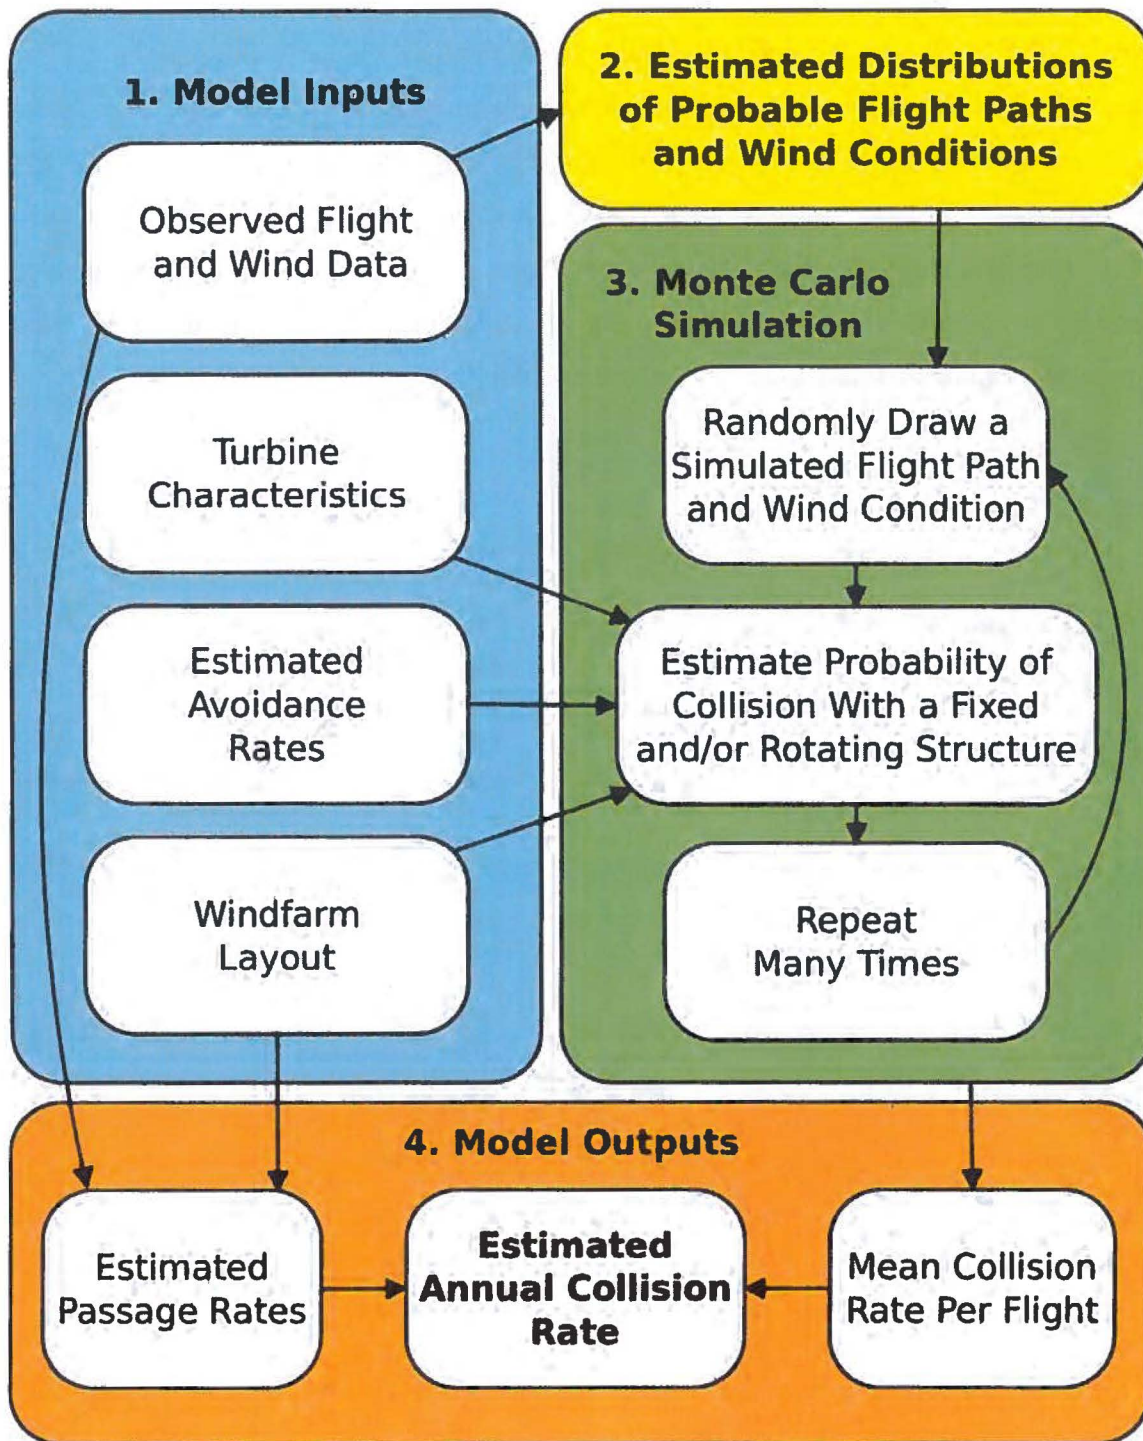 1. Model Inputs
Observed Flight
and Wind Data
Turbine
Characteristics
Estimated
Avoidance
Rates
Windfarm
Layout
2. Estimated Distributions
of Probable Flight Paths
and Wind Conditions
3. Monte Carlo
Simulation
Randomly Draw a
Simulated Flight Path
and Wind Condition
Estimate Probability of
Collision With a Fixed
and/or Rotating Structure
Repeat
Many Times
4. Model Outputs
Estimated
Passage Rates
Estimated
Annual Collision
Rate
Mean Collision
Rate Per Flight